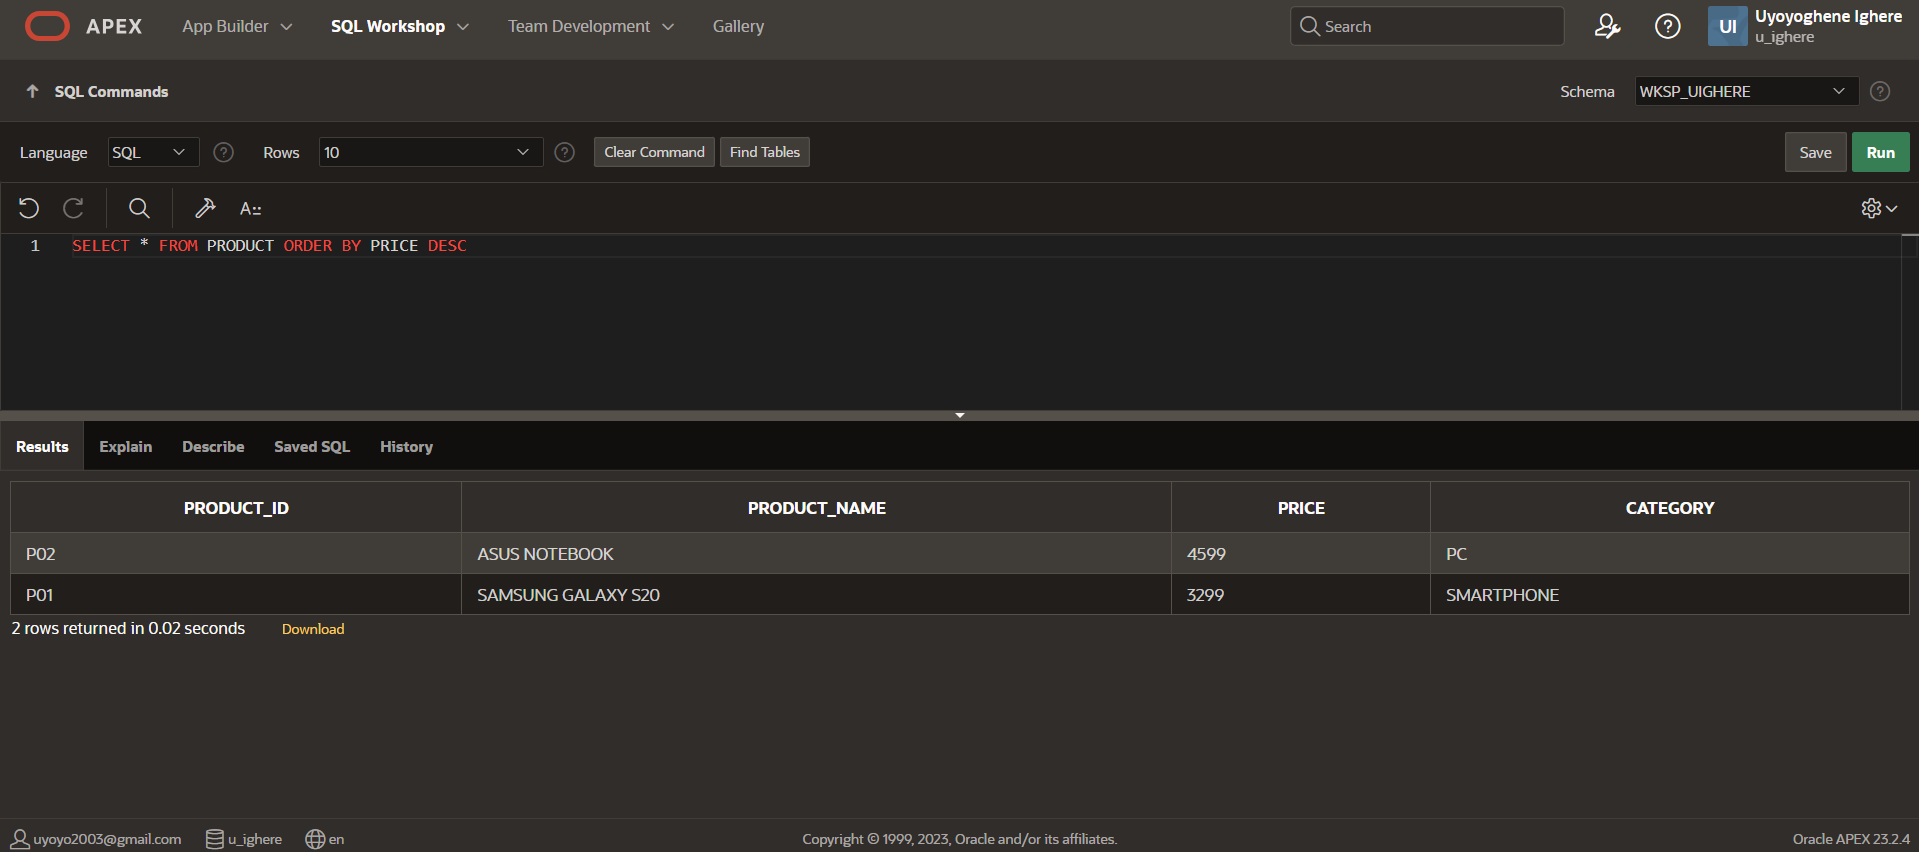 APEX App Builder SQL Workshop Team Development Gallery Search UI Uyoyoghene Ighere
u_ighere
SQL Commands Schema WKSP_UIGHERE ?
Language SQL ? Rows 10 ? Clear Command Find Tables Save Run
A::
1 SELECT * FROM PRODUCT ORDER BY PRICE DESC
Results Explain Describe Saved SQL History
PRODUCT_ID PRODUCT_NAME PRICE CATEGORY
P02 ASUS NOTEBOOK 4599 PC
P01 SAMSUNG GALAXY S20 3299 SMARTPHONE
2 rows returned in 0.02 seconds Download
uyoyo2003@gmail.com u_ighere en Copyright © 1999, 2023, Oracle and/or its affiliates. Oracle APEX 23.2.4